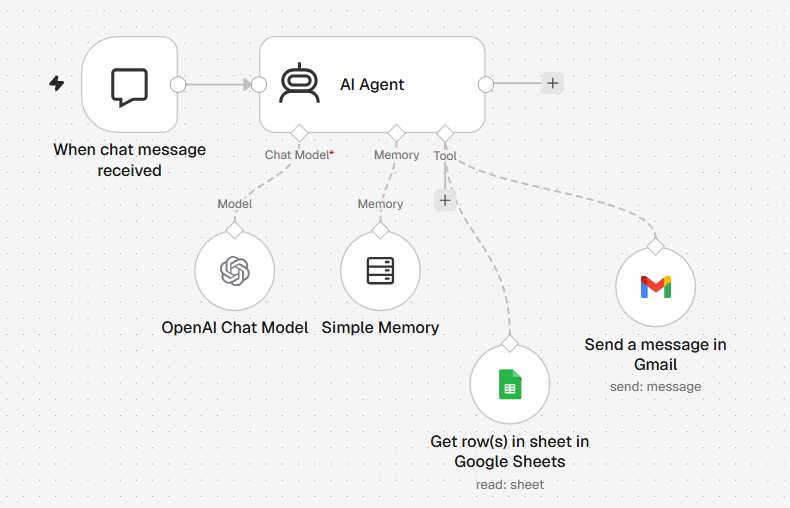 AI Agent
When chat message
received
Chat Model*
Memory
Tool
Model
Memory
OpenAI Chat Model
Simple Memory
Send a message in
Gmail
send: message
Get row(s) in sheet in
Google Sheets
read: sheet